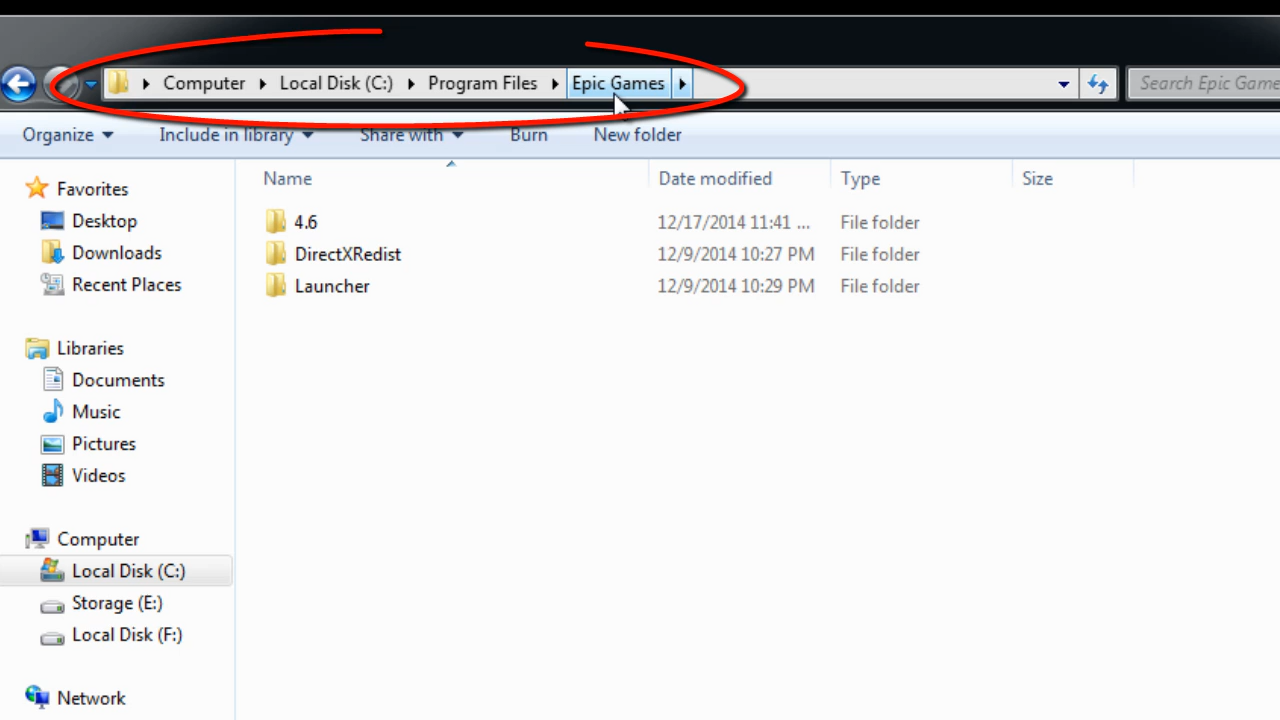 Computer Local Disk (C:) Program Files Epic Games Search Epic Game
Organize Include in library Share with Burn New folder
Name Date modified Type Size
Favorites
Desktop
Downloads
Recent Places
Libraries
Documents
Music
Pictures
Videos
Computer
Local Disk (C:)
Storage (E:)
Local Disk (F:)
Network
4.6 12/17/2014 11:41 ... File folder
DirectXRedist 12/9/2014 10:27 PM File folder
Launcher 12/9/2014 10:29 PM File folder